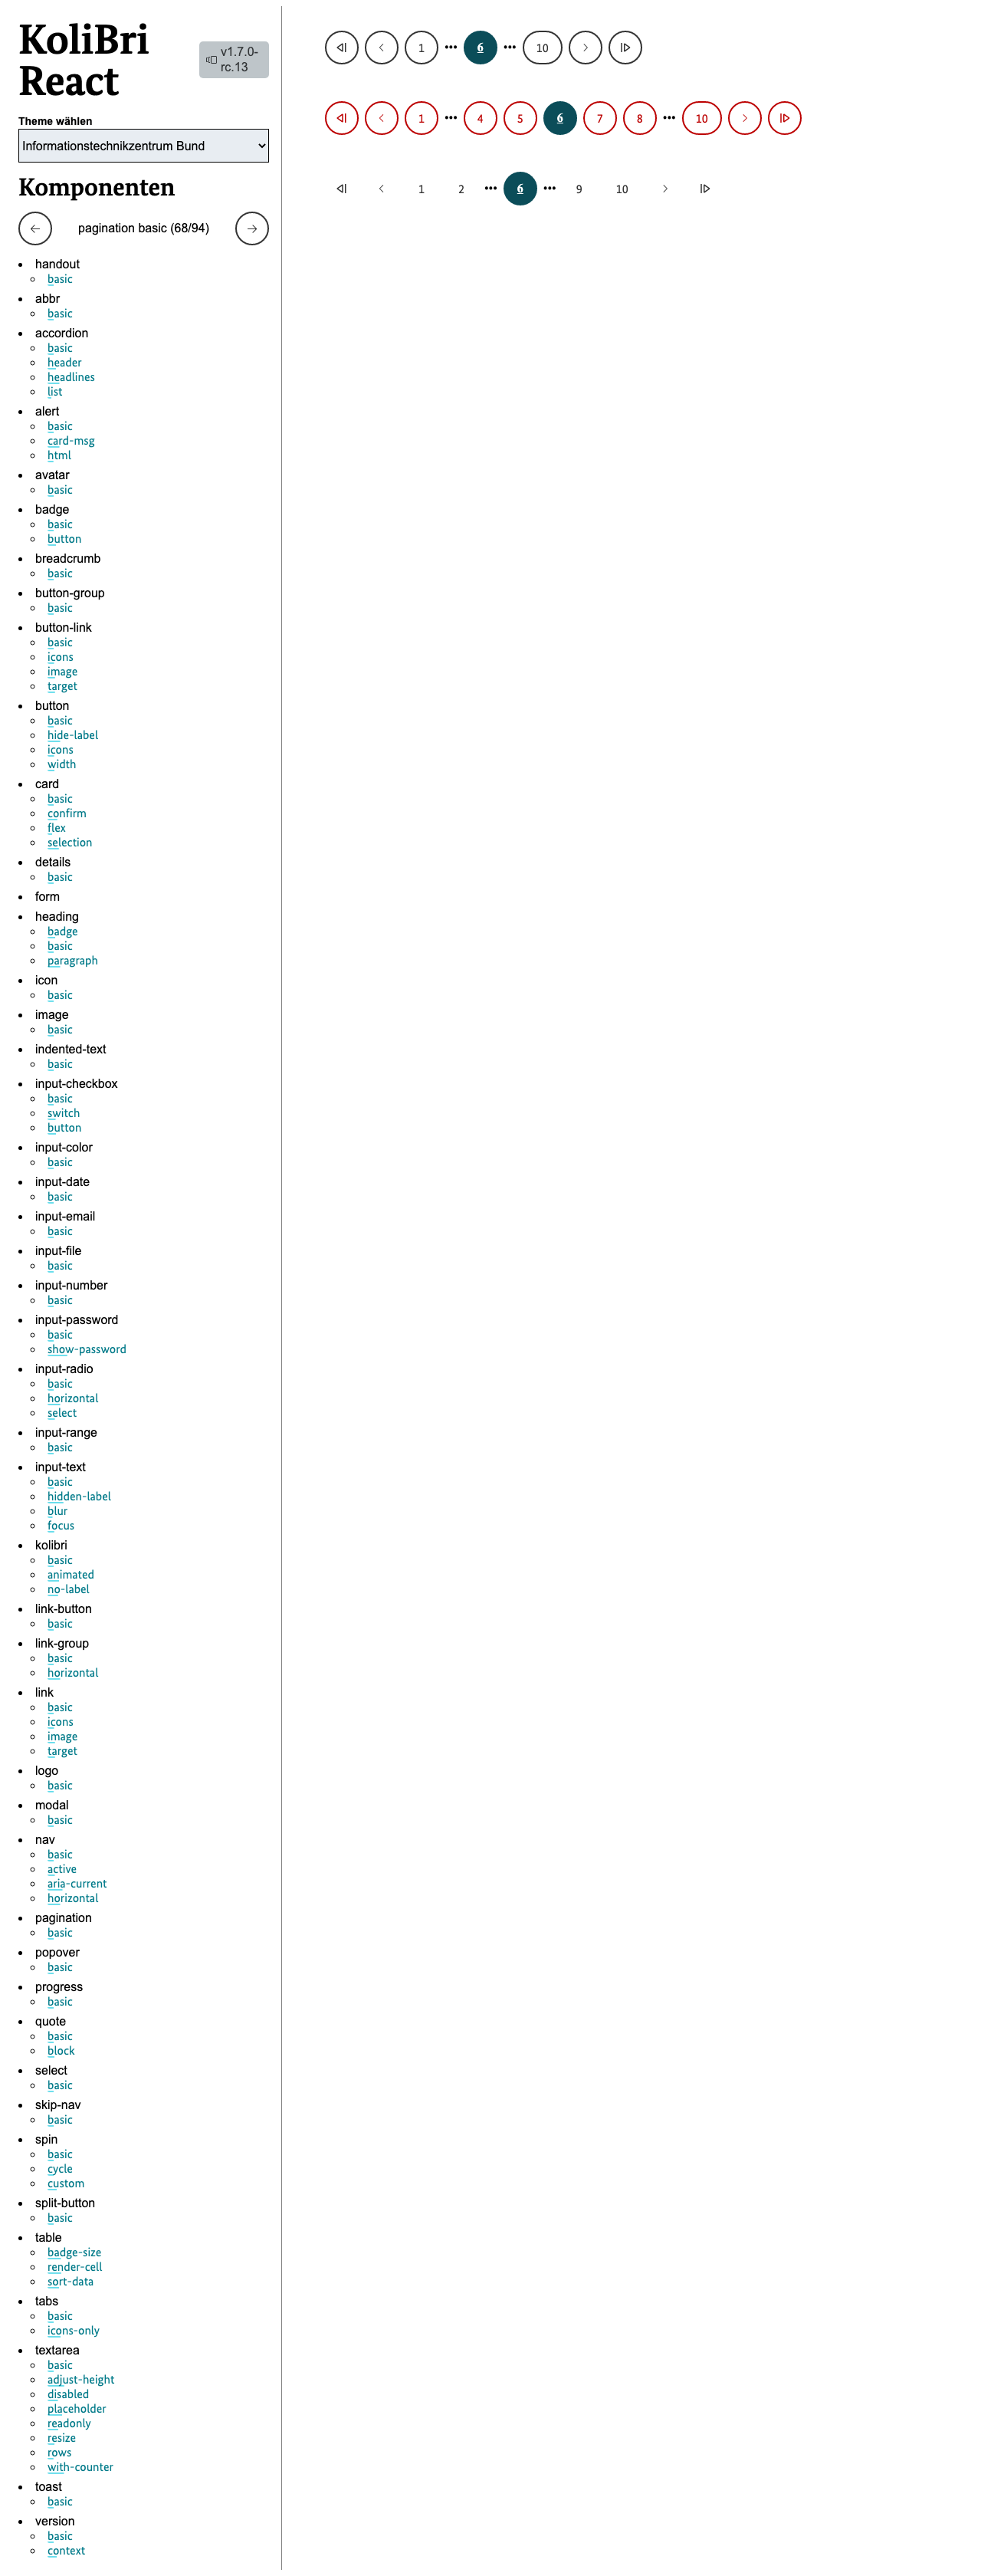 KoliBri
React
v1.7.0-
rc.13
Theme wählen
Informationstechnikzentrum Bund
Komponenten
pagination basic (68/94)
handout
basic
abbr
basic
accordion
basic
header
headlines
list
alert
basic
card-msg
html
avatar
basic
badge
basic
button
breadcrumb
basic
button-group
basic
button-link
basic
icons
image
target
button
basic
hide-label
icons
width
card
basic
confirm
flex
selection
details
basic
form
heading
badge
basic
paragraph
icon
basic
image
basic
indented-text
basic
input-checkbox
basic
switch
button
input-color
basic
input-date
basic
input-email
basic
input-file
basic
input-number
basic
input-password
basic
show-password
input-radio
basic
horizontal
select
input-range
basic
input-text
basic
hidden-label
blur
focus
kolibri
basic
animated
no-label
link-button
basic
link-group
basic
horizontal
link
basic
icons
image
target
logo
basic
modal
basic
nav
basic
active
aria-current
horizontal
pagination
basic
popover
basic
progress
basic
quote
basic
block
select
basic
skip-nav
basic
spin
basic
cycle
custom
split-button
basic
table
badge-size
render-cell
sort-data
tabs
basic
icons-only
textarea
basic
adjust-height
disabled
placeholder
readonly
resize
rows
with-counter
toast
basic
version
basic
context
1 ••• 6 ••• 10
1 ••• 4 5 6 7 8 ••• 10
1 2 ••• 6 ••• 9 10